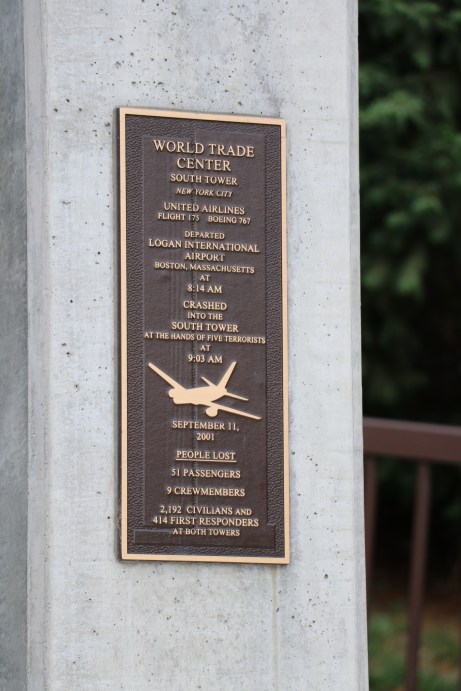 WORLD TRADE
CENTER
SOUTH TOWER
NEW YORK CITY
UNITED AIRLINES
FLIGHT 175 BOEING 767
DEPARTED
LOGAN INTERNATIONAL
AIRPORT
BOSTON, MASSACHUSETTS
AT
8:14 AM
CRASHED
INTO THE
SOUTH TOWER
AT THE HANDS OF FIVE TERRORISTS
AT
9:03 AM
SEPTEMBER 11,
2001
PEOPLE LOST
51 PASSENGERS
9 CREWMEMBERS
2,192 CIVILIANS AND
414 FIRST RESPONDERS
AT BOTH TOWERS